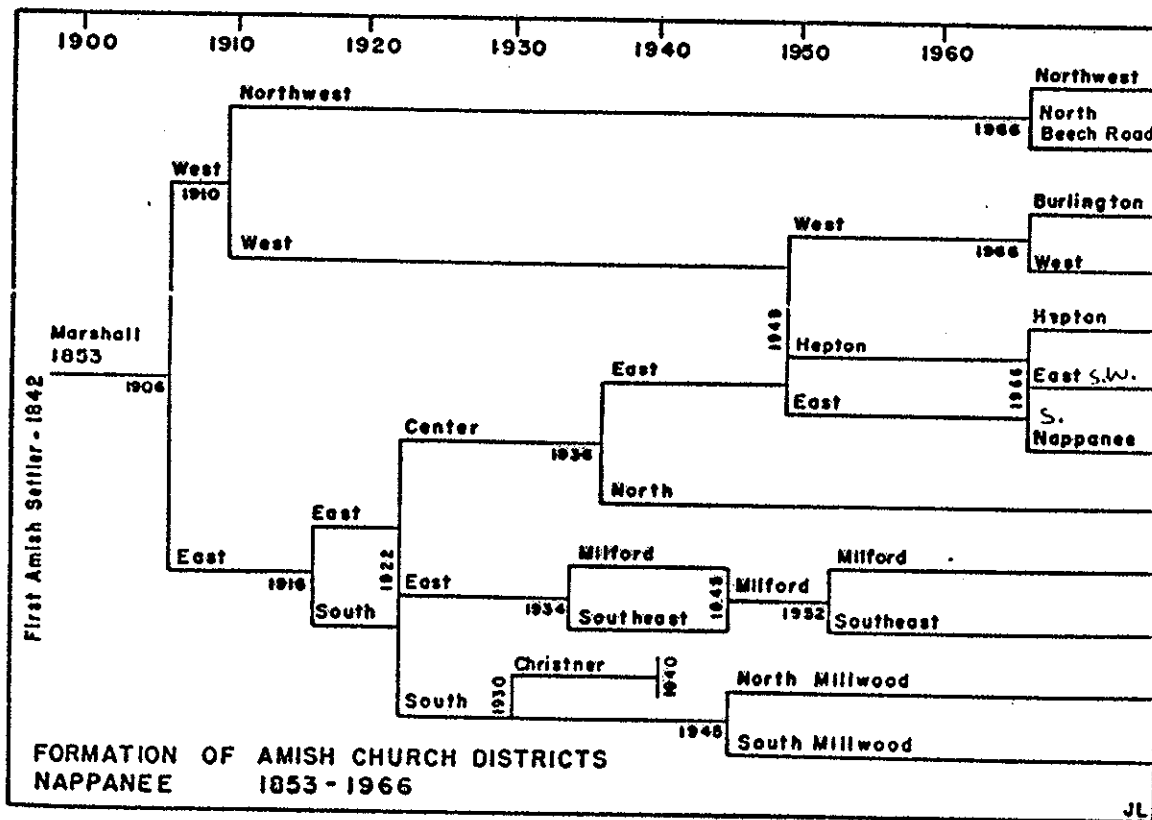 1900 1910 1920 1930 1940 1950 1960
Northwest
Northwest
1966
North
Beech Road
West
1910
West
West
1966
Burlington
West
Marshall
1853
1906
First Amish Settler - 1842
1949
Hepton
East
East
1966
Hepton
East S.W.
S.
Nappanee
Center
1936
North
East
1916
East
South
1922
East
1934
Milford
Southeast
1945
Milford
1952
Milford
Southeast
South
1930
Christner
1940
1945
North Millwood
South Millwood
FORMATION OF AMISH CHURCH DISTRICTS
NAPPANEE 1853 - 1966
JL